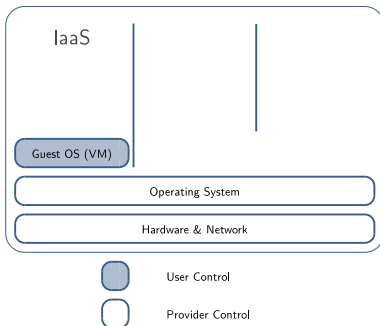 IaaS
Guest OS (VM)
Operating System
Hardware & Network
User Control
Provider Control